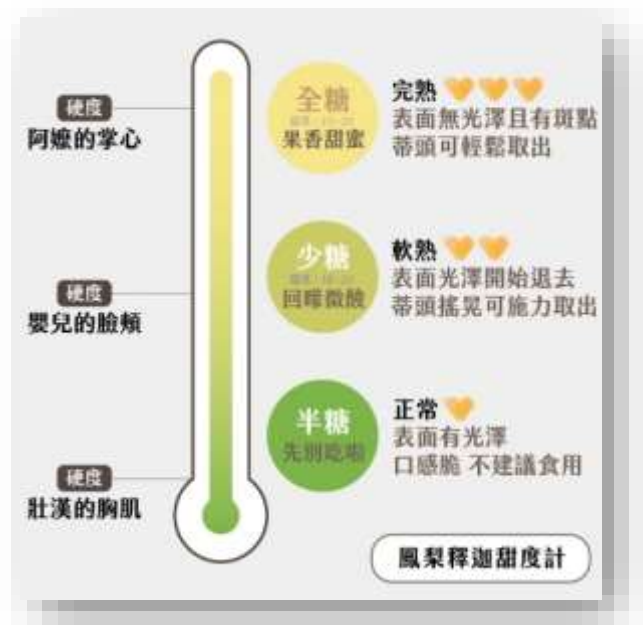 硬度
阿嬤的掌心
全糖
果香甜蜜
完熟
表面無光澤且有斑點
蒂頭可輕鬆取出
硬度
嬰兒的臉頰
少糖
回哞微酸
軟熟
表面光澤開始退去
蒂頭搖晃可施力取出
硬度
壯漢的胸肌
半糖
先別吃啦
正常
表面有光澤
口感脆 不建議食用
鳳梨釋迦甜度計